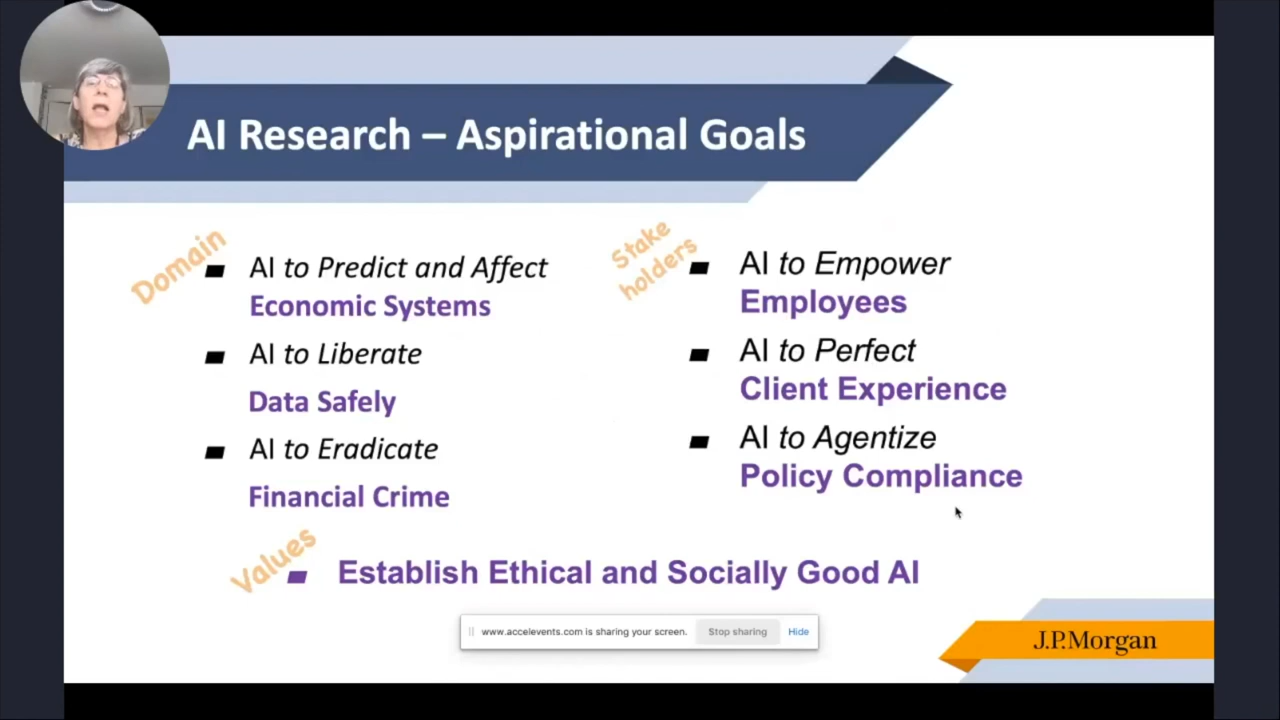 AI Research – Aspirational Goals
Domain
AI to Predict and Affect
Economic Systems
AI to Liberate
Data Safely
AI to Eradicate
Financial Crime
Stake
holders
AI to Empower
Employees
AI to Perfect
Client Experience
AI to Agentize
Policy Compliance
Values
Establish Ethical and Socially Good AI
www.accelevents.com is sharing your screen. Stop sharing Hide
J.P.Morgan